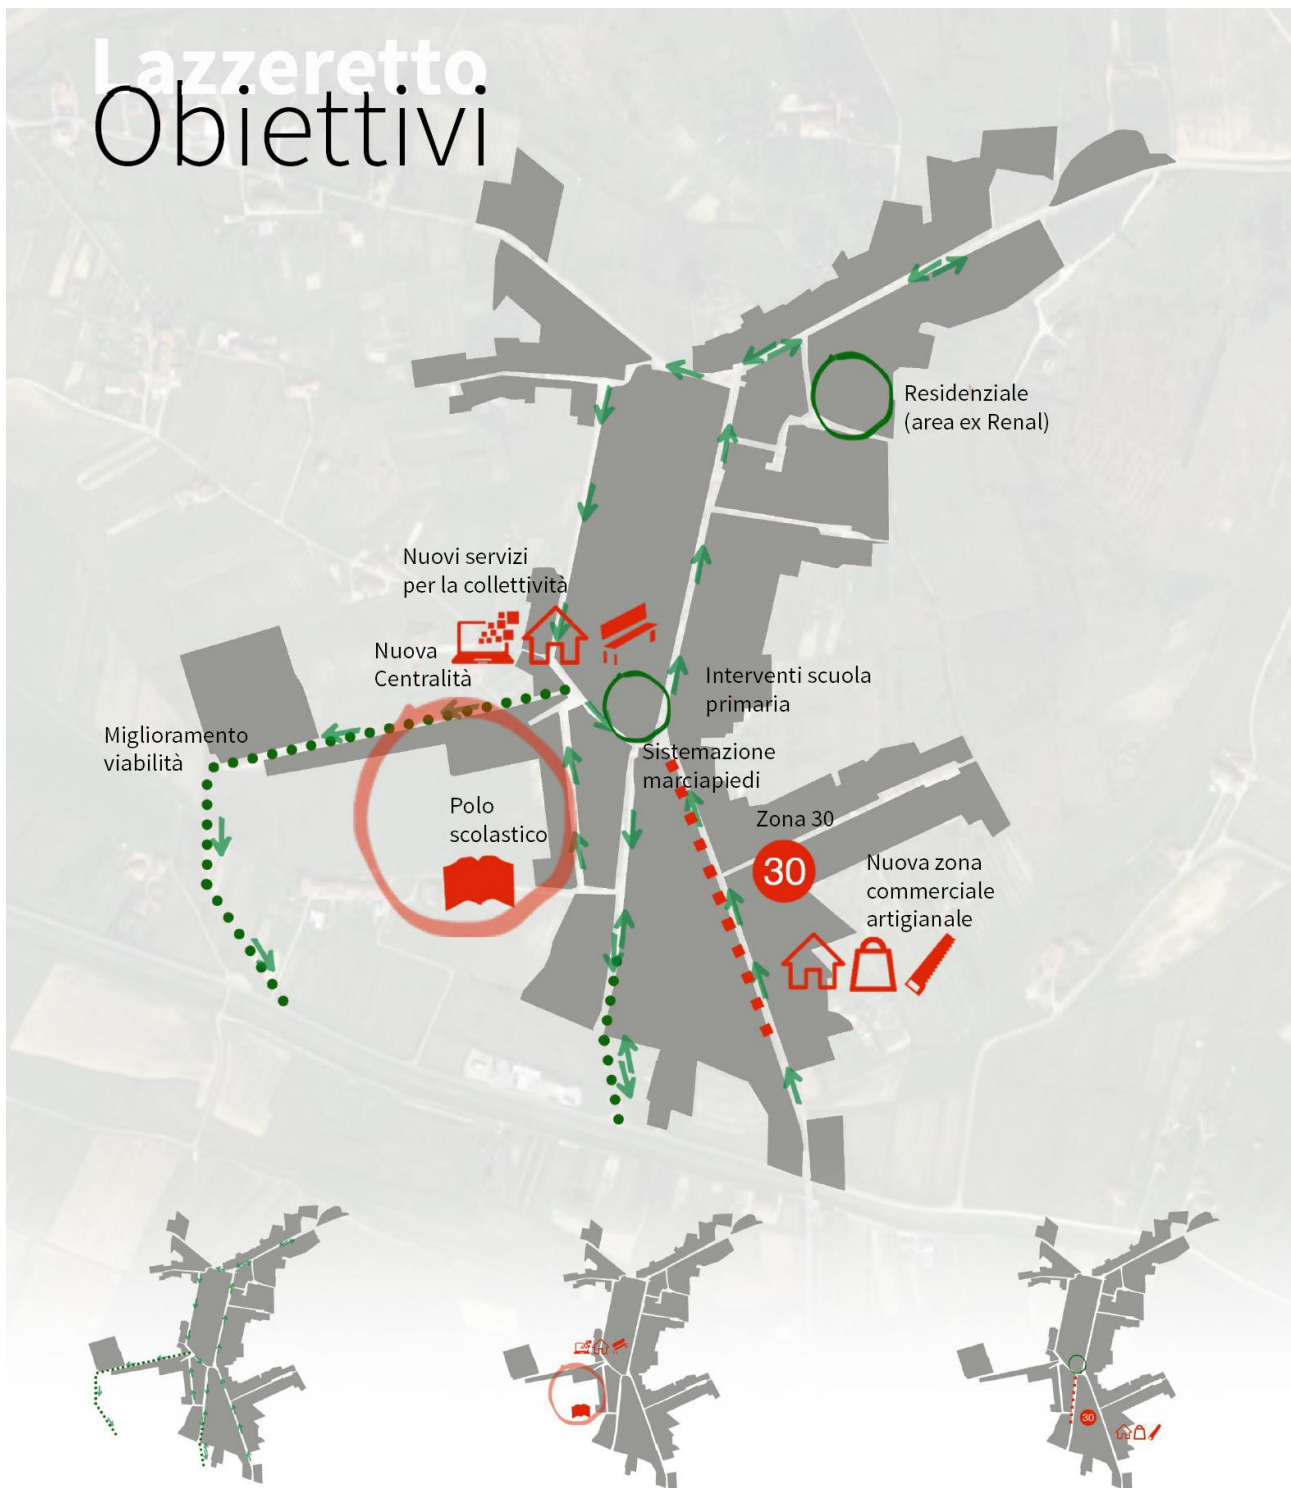 Lazzeretto
Obiettivi
Residenziale
(area ex Renal)
Nuovi servizi
per la collettività
Nuova
Centralità
Interventi scuola
primaria
Miglioramento
viabilità
Sistemazione
marciapiedi
Polo
scolastico
Zona 30
30
Nuova zona
commerciale
artigianale
30